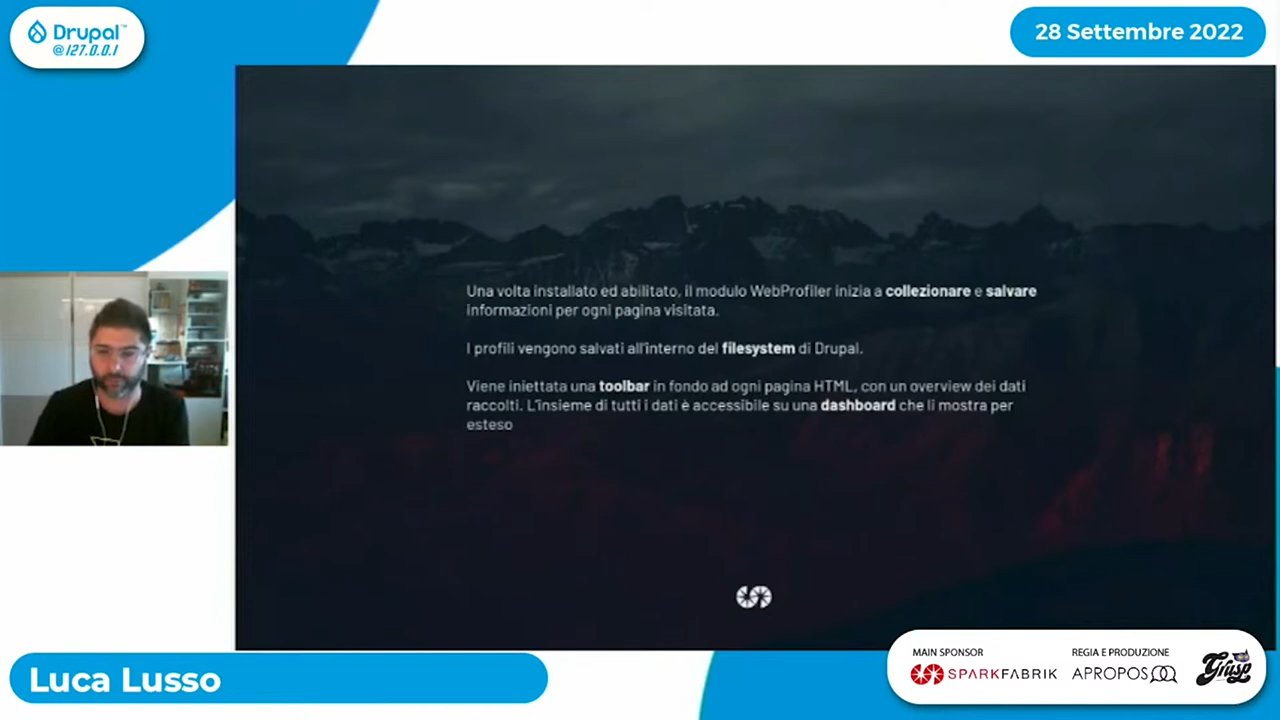 Drupal™
@127.0.0.1
28 Settembre 2022
Una volta installato ed abilitato, il modulo WebProfiler inizia a collezionare e salvare
informazioni per ogni pagina visitata.
I profili vengono salvati all'interno del filesystem di Drupal.
Viene iniettata una toolbar in fondo ad ogni pagina HTML, con un overview dei dati
raccolti. L'insieme di tutti i dati è accessibile su una dashboard che li mostra per
esteso
Luca Lusso
MAIN SPONSOR
SPARKFABRIK
REGIA E PRODUZIONE
APROPOS
Grusp